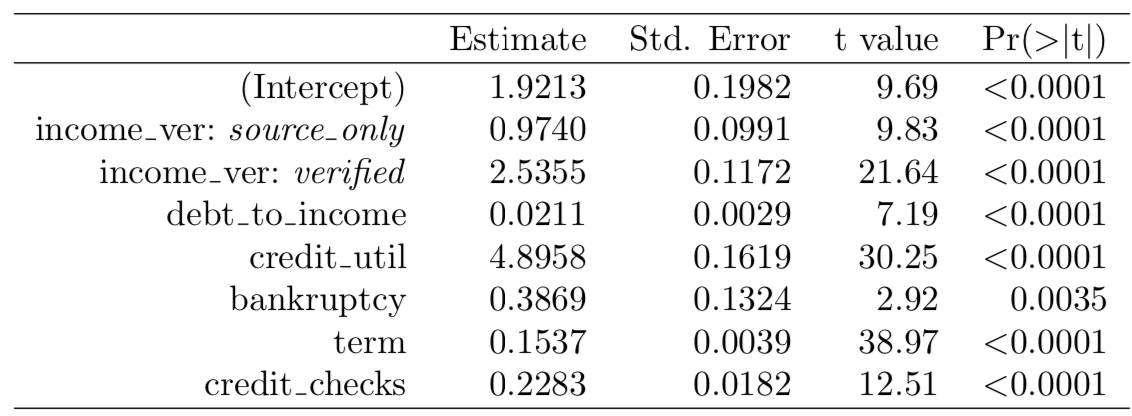 Estimate Std. Error t value Pr(>|t|)
(Intercept) 1.9213 0.1982 9.69 <0.0001
income_ver: source_only 0.9740 0.0991 9.83 <0.0001
income_ver: verified 2.5355 0.1172 21.64 <0.0001
debt_to_income 0.0211 0.0029 7.19 <0.0001
credit_util 4.8958 0.1619 30.25 <0.0001
bankruptcy 0.3869 0.1324 2.92 0.0035
term 0.1537 0.0039 38.97 <0.0001
credit_checks 0.2283 0.0182 12.51 <0.0001